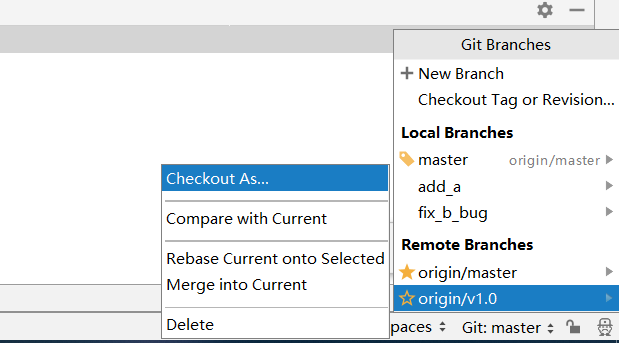 Git Branches
New Branch
Checkout Tag or Revision...
Local Branches
master origin/master
add_a
fix_b_bug
Remote Branches
origin/master
origin/v1.0
Checkout As...
Compare with Current
Rebase Current onto Selected
Merge into Current
Delete
paces Git: master